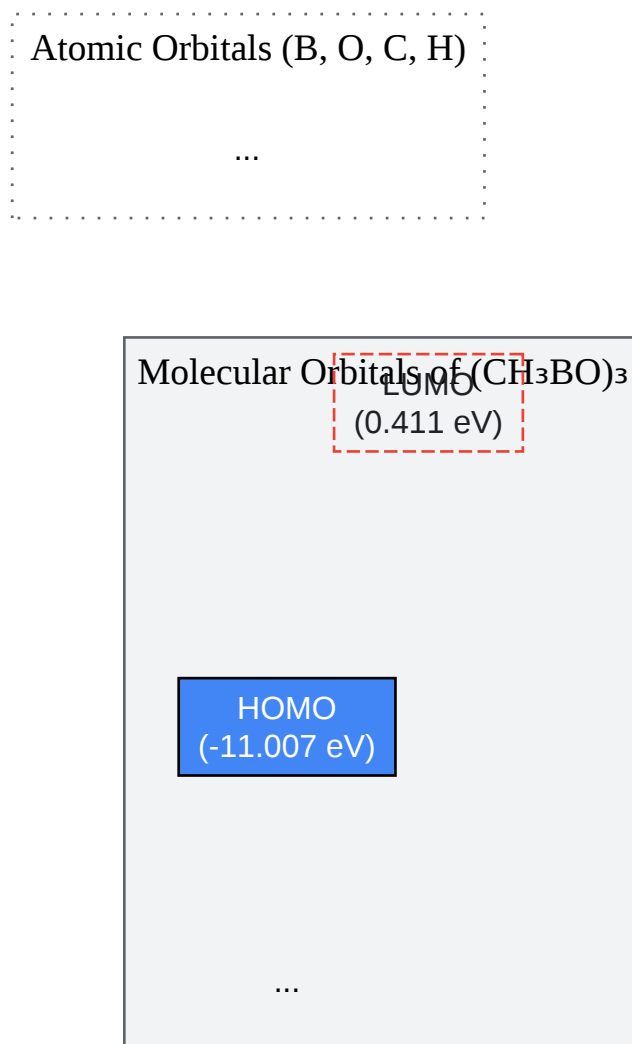 Atomic Orbitals (B, O, C, H)
...
Molecular Orbitals of (CH₃BO)₃
LUMO
(0.411 eV)
HOMO
(-11.007 eV)
...